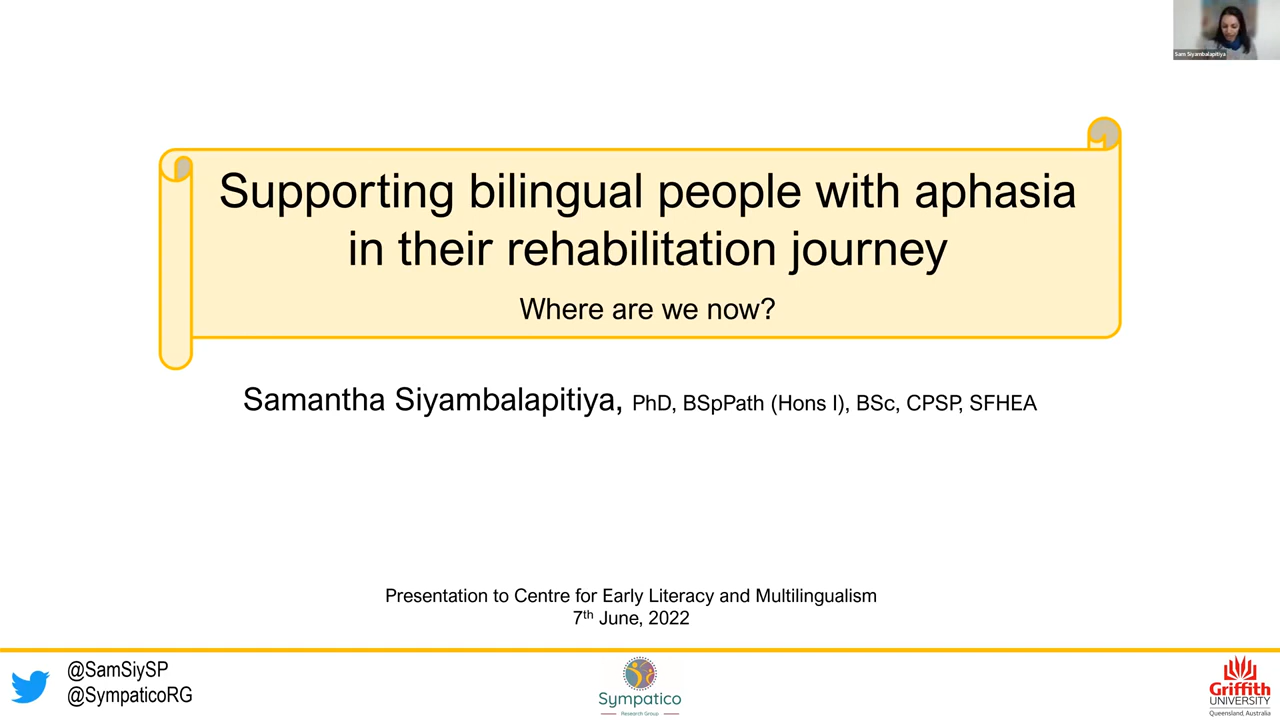 Sam Siyambalapitiya
Supporting bilingual people with aphasia
in their rehabilitation journey
Where are we now?
Samantha Siyambalapitiya, PhD, BSpPath (Hons I), BSc, CPSP, SFHEA
Presentation to Centre for Early Literacy and Multilingualism
7th June, 2022
@SamSiySP
@SympaticoRG
Sympatico
Research Group
Griffith
UNIVERSITY
Queensland, Australia